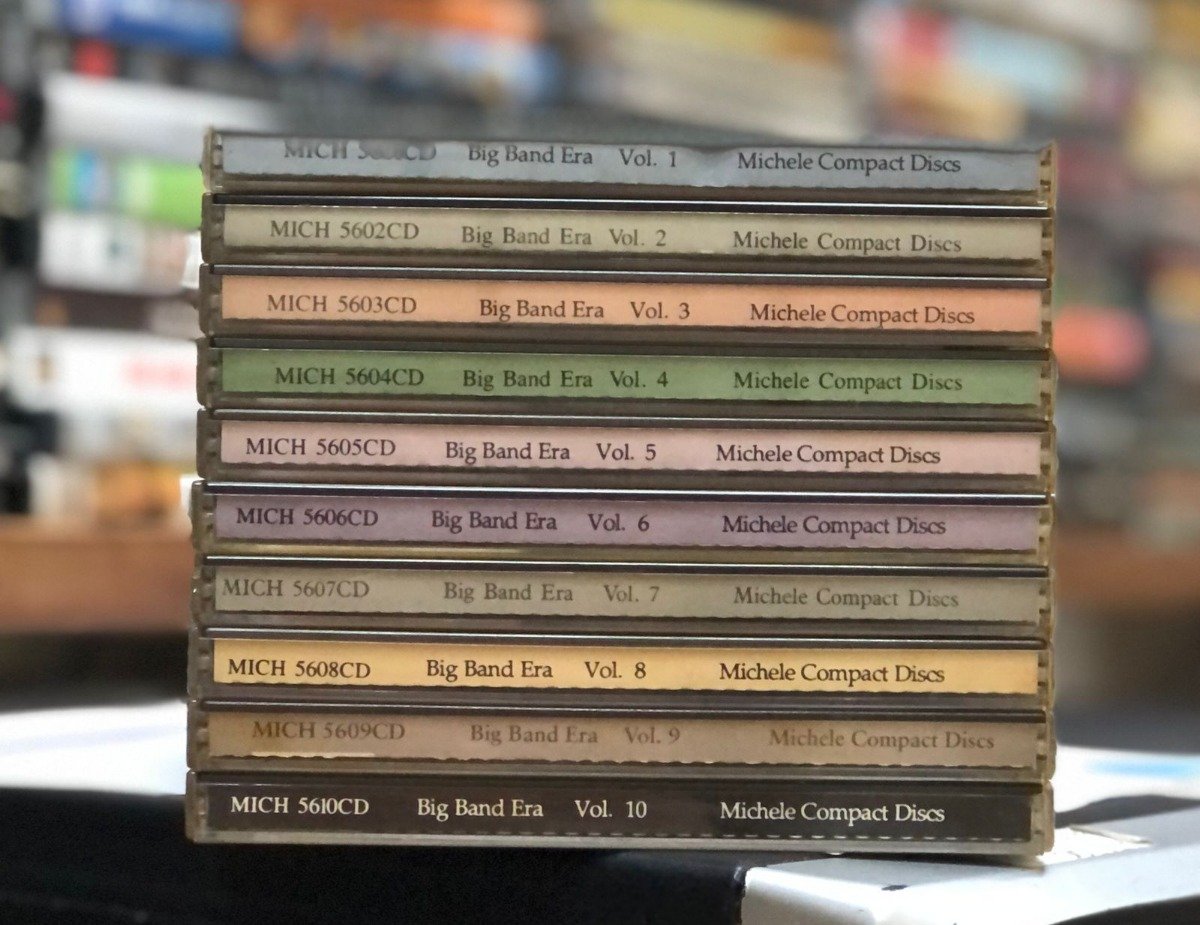 MICH Big Band Era Vol. 1 Michele Compact Discs
MICH 5602CD Big Band Era Vol. 2 Michele Compact Discs
MICH 5603CD Big Band Era Vol. 3 Michele Compact Discs
MICH 5604CD Big Band Era Vol. 4 Michele Compact Discs
MICH 5605CD Big Band Era Vol. 5 Michele Compact Discs
MICH 5606CD Big Band Era Vol. 6 Michele Compact Discs
MICH 5607CD Big Band Era Vol. 7 Michele Compact Discs
MICH 5608CD Big Band Era Vol. 8 Michele Compact Discs
MICH 5609CD Big Band Era Vol. 9 Michele Compact Discs
MICH 5610CD Big Band Era Vol. 10 Michele Compact Discs